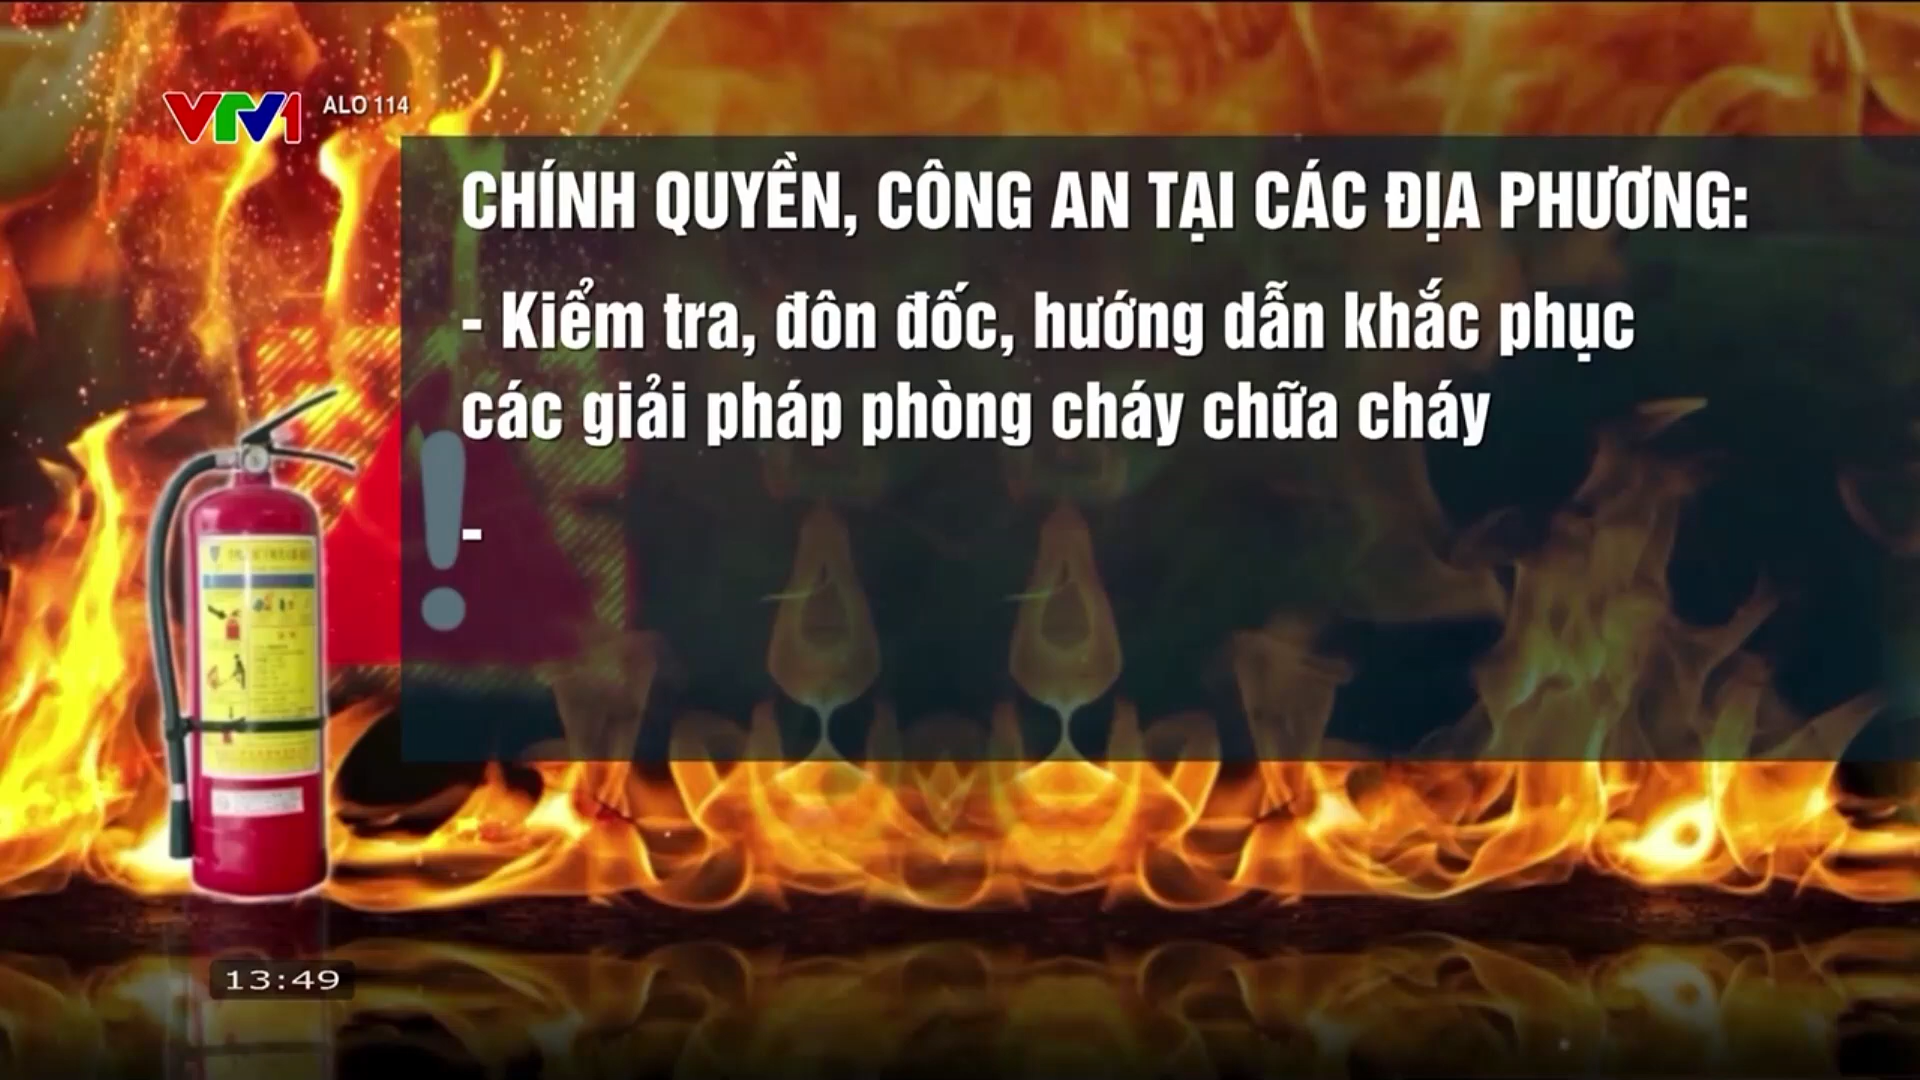 VTV1 ALO 114
CHÍNH QUYỀN, CÔNG AN TẠI CÁC ĐỊA PHƯƠNG:
- Kiểm tra, đôn đốc, hướng dẫn khắc phục
các giải pháp phòng cháy chữa cháy
-
13:49